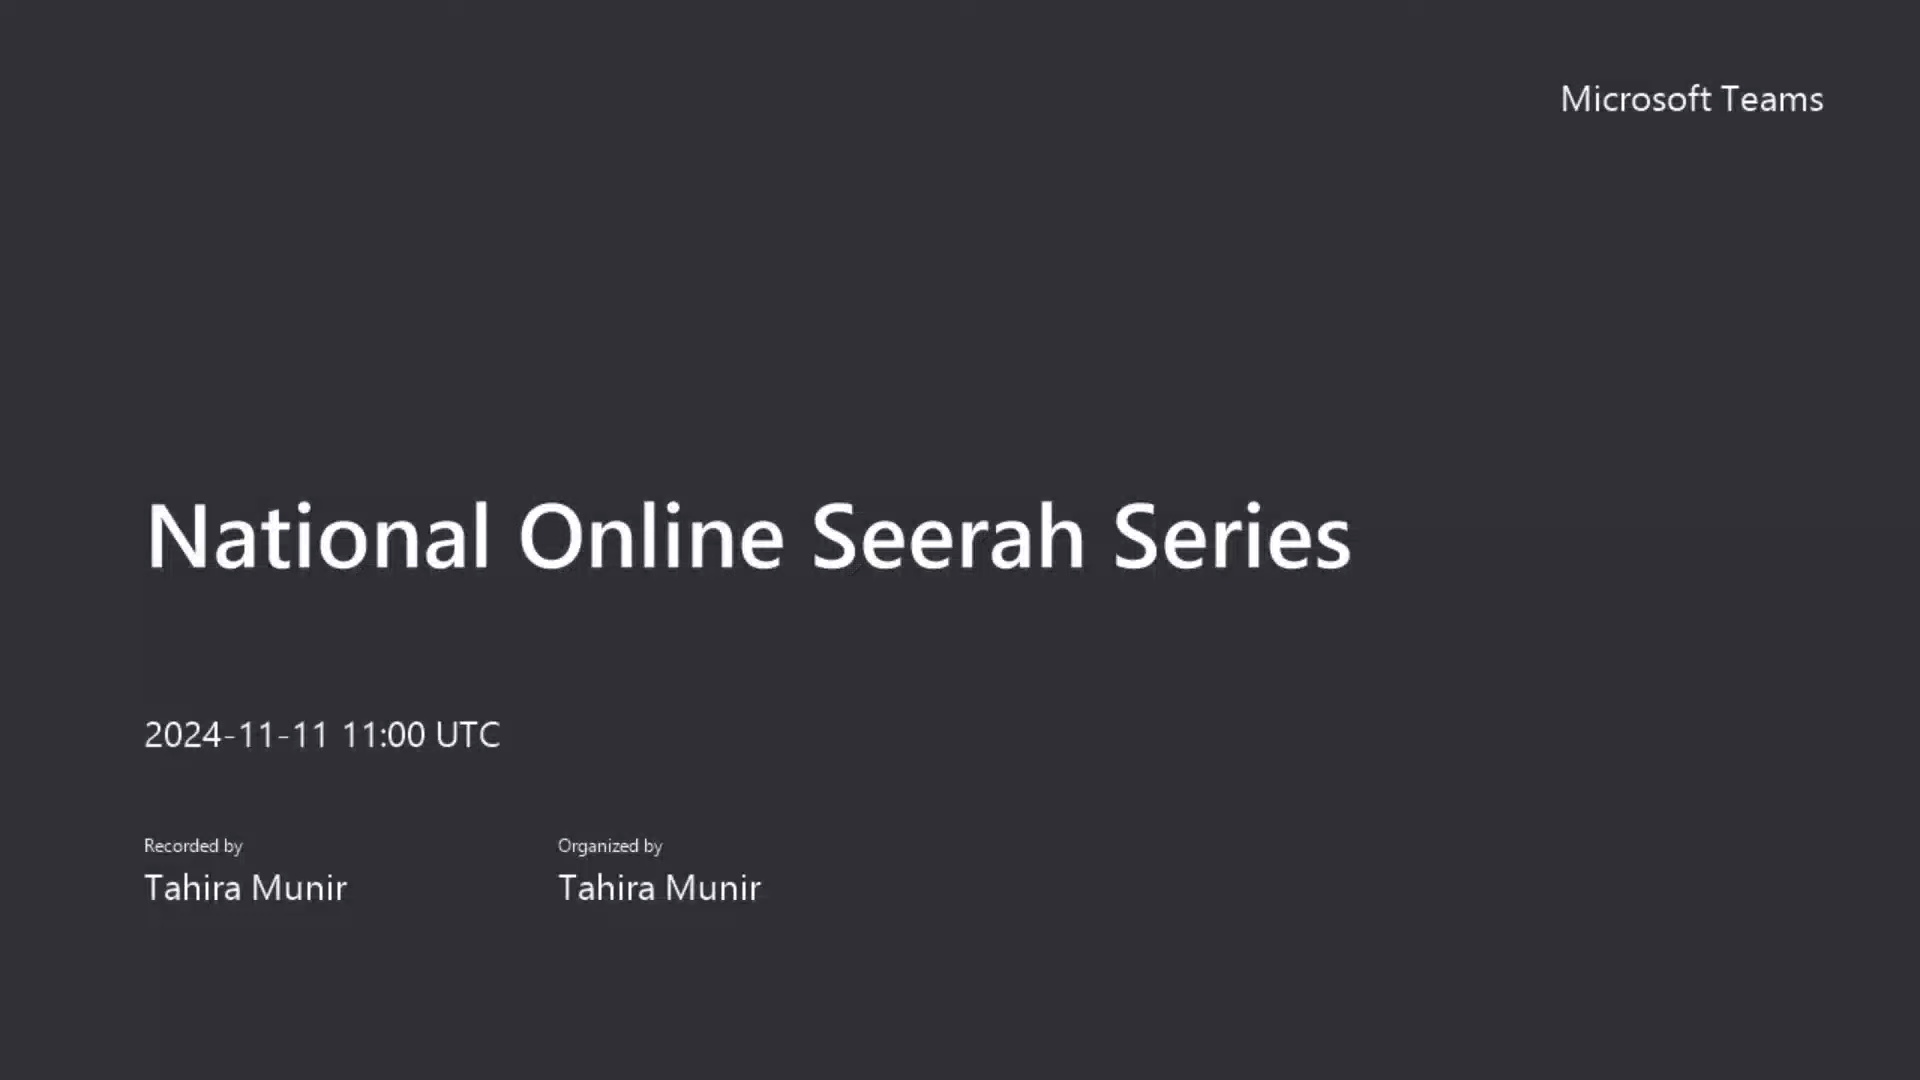 Microsoft Teams
National Online Seerah Series
2024-11-11 11:00 UTC
Recorded by
Tahira Munir
Organized by
Tahira Munir